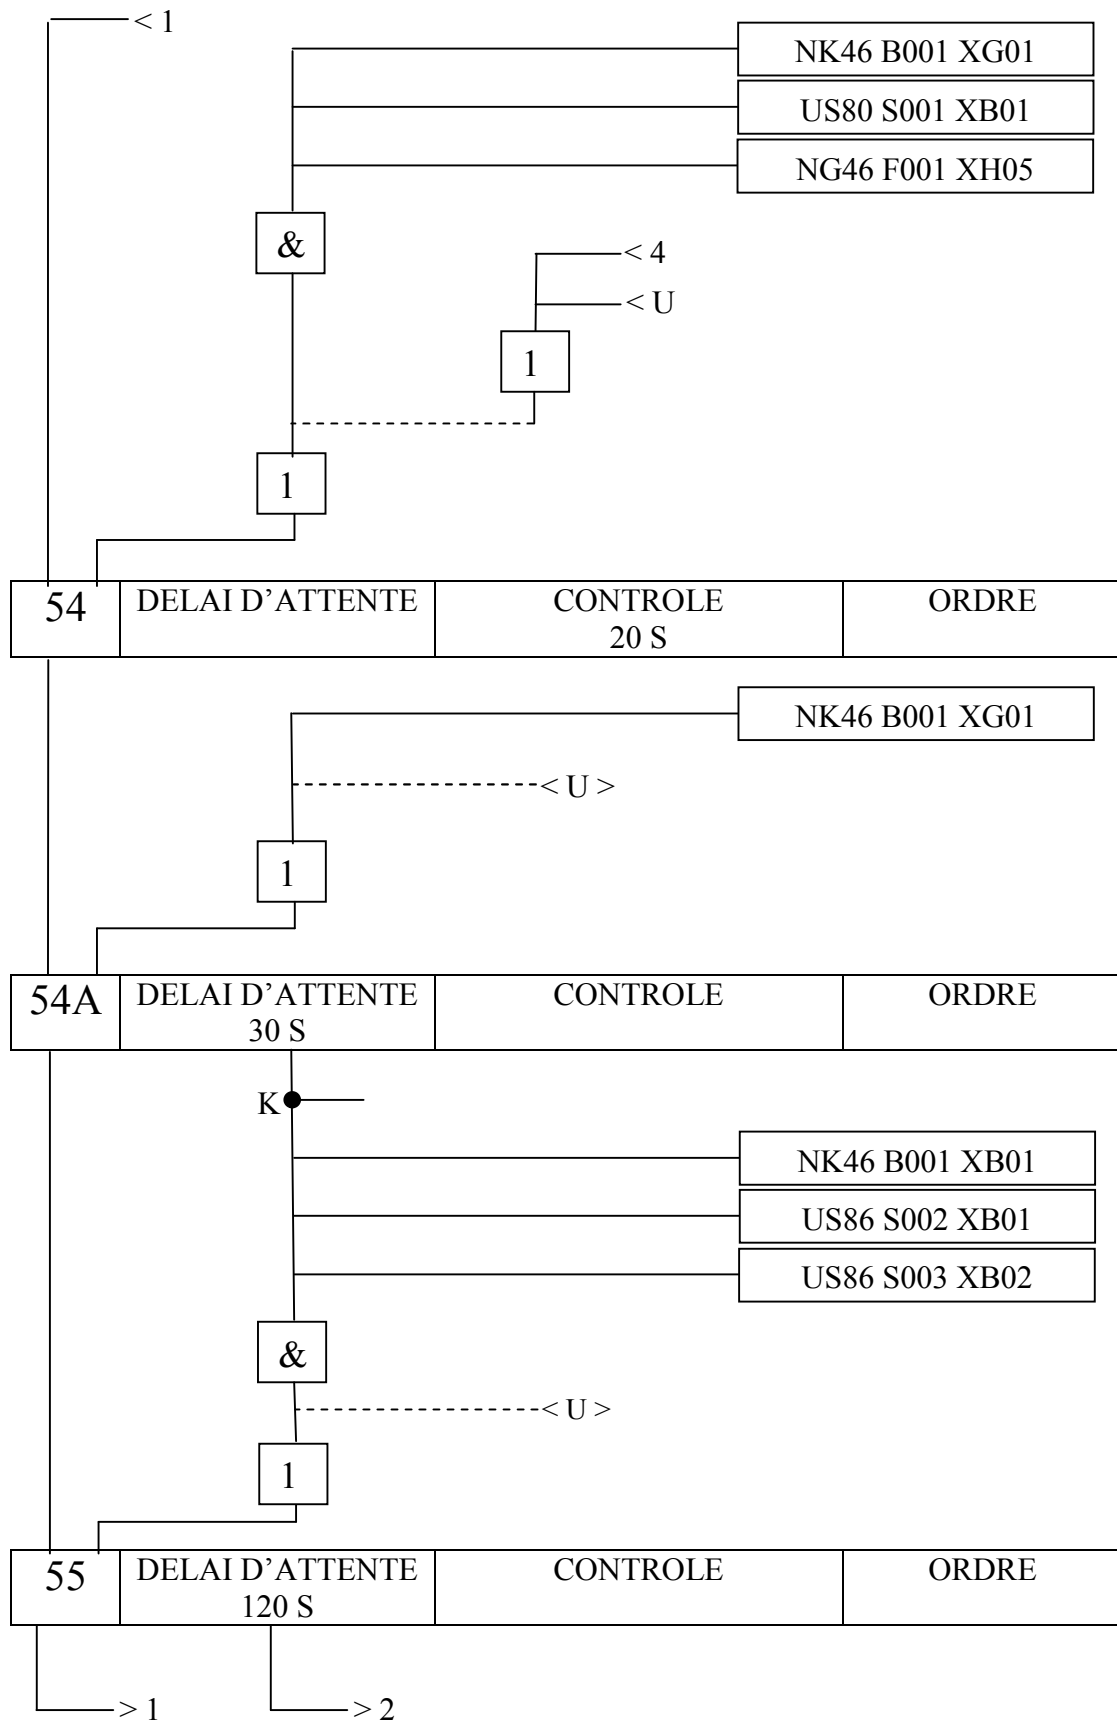 < 1
NK46 B001 XG01
US80 S001 XB01
NG46 F001 XH05
&
< 4
< U
1
1
54 DELAI D'ATTENTE CONTROLE ORDRE
20 S
NK46 B001 XG01
< U >
1
54A DELAI D'ATTENTE CONTROLE ORDRE
30 S
K
NK46 B001 XB01
US86 S002 XB01
US86 S003 XB02
&
< U >
1
55 DELAI D'ATTENTE CONTROLE ORDRE
120 S
> 1
> 2